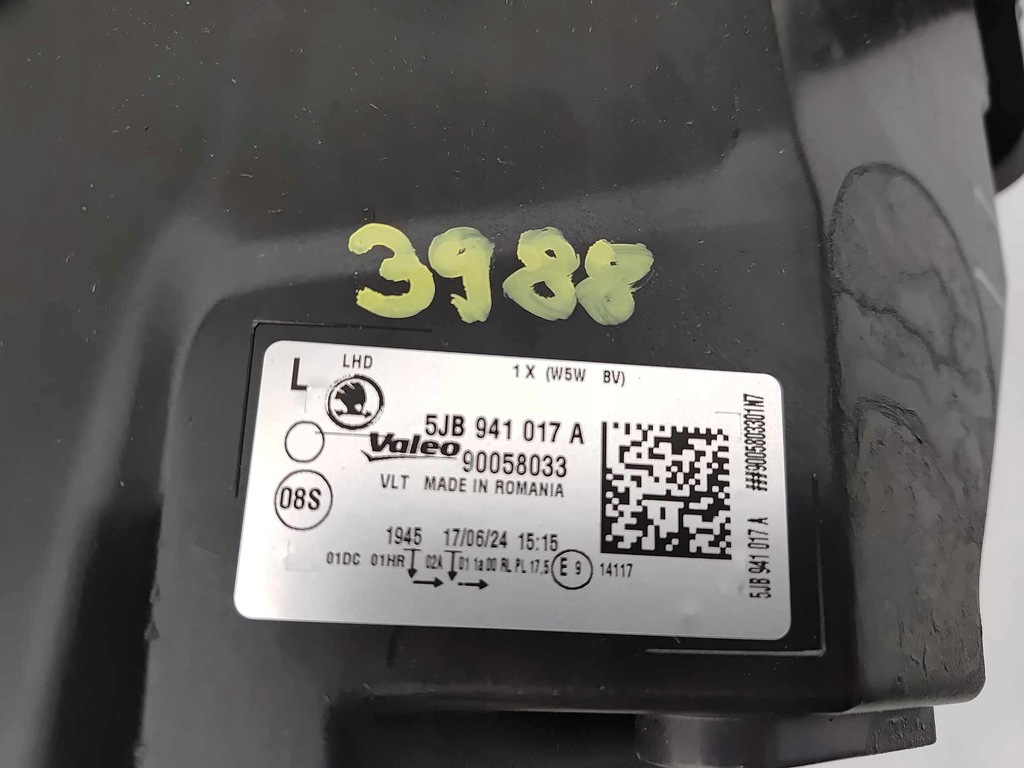 3988
L LHD 1 X (W5W BV)
5JB 941 017 A
Valeo 90058033
VLT MADE IN ROMANIA
08S
1945 17/06/24 15:15
01DC 01HR 02A 01 1a 00 RL PL 17,5 E 9 14117
5JB 941 017 A ###9005803301N7